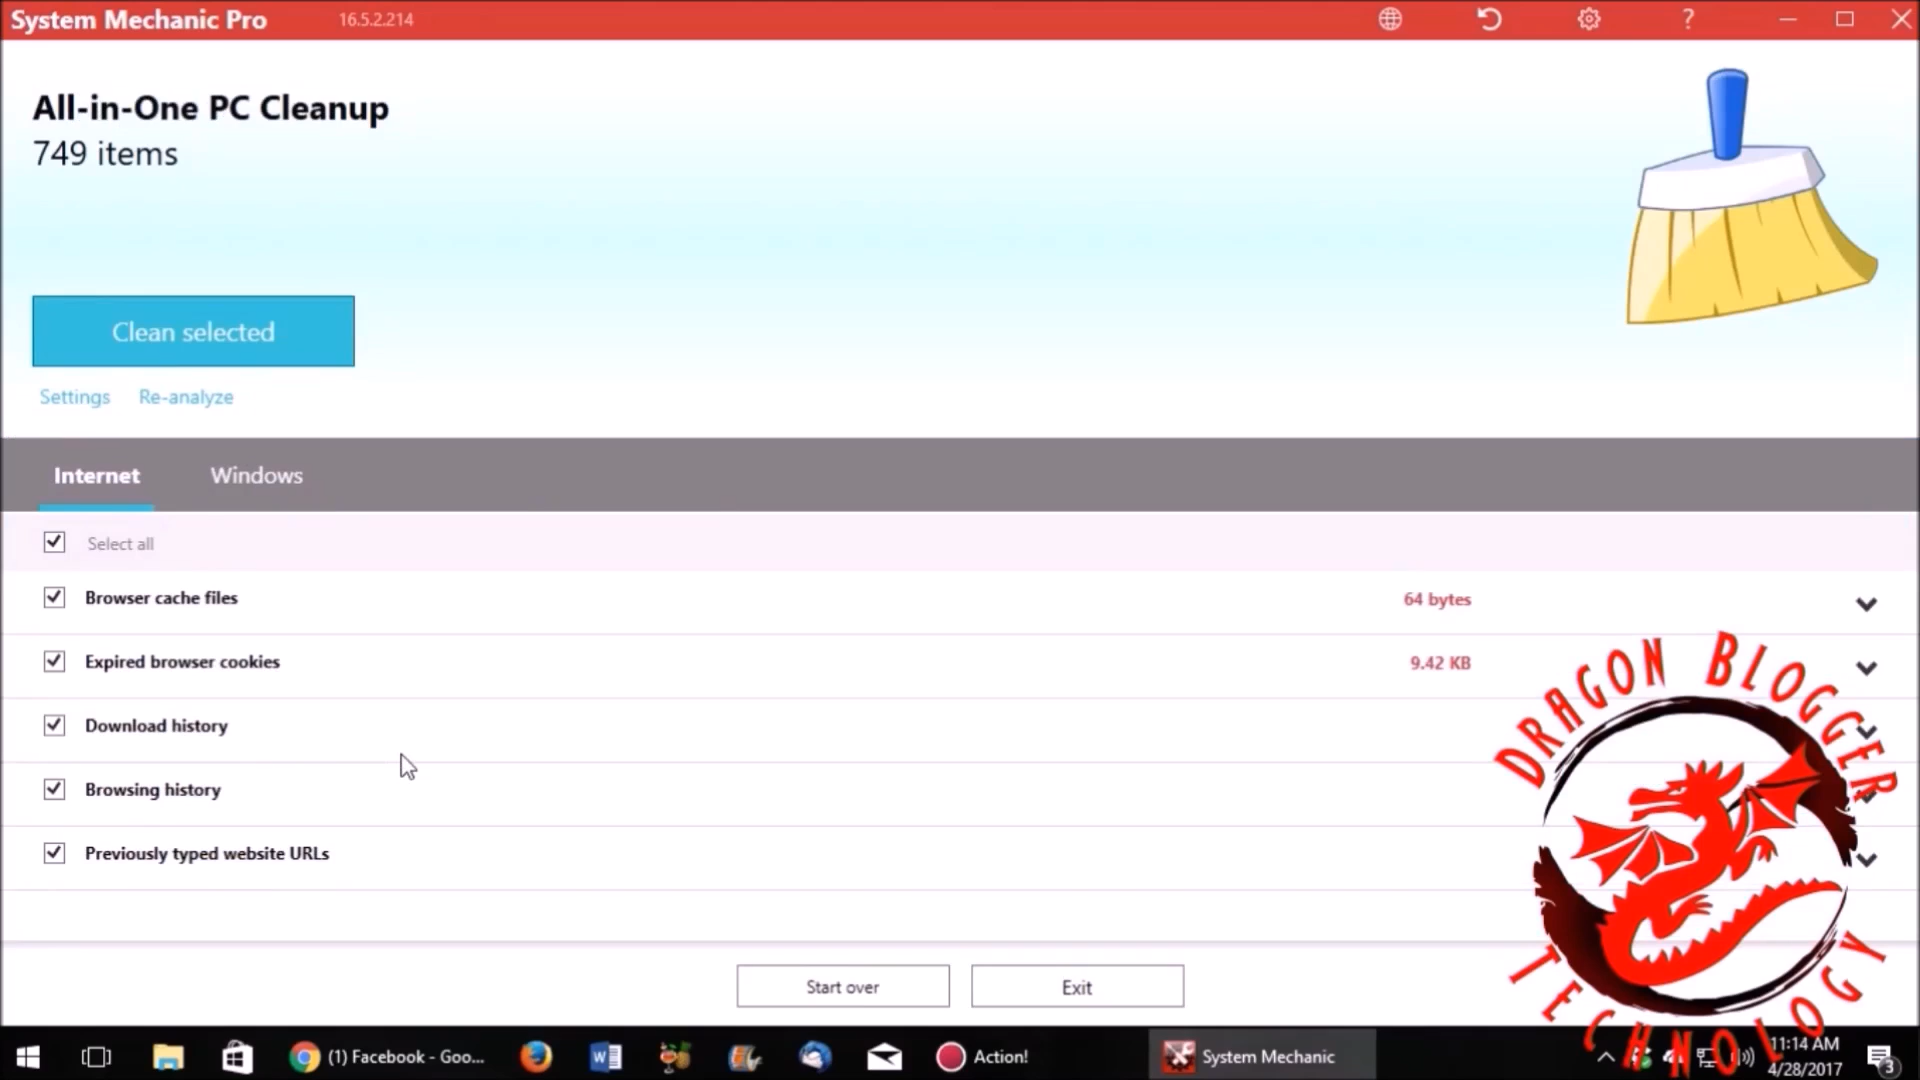 System Mechanic Pro 16.5.2.214
?
All-in-One PC Cleanup
749 items
Clean selected
Settings Re-analyze
Internet Windows
Select all
Browser cache files 64 bytes
Expired browser cookies 9.42 KB
Download history
Browsing history
Previously typed website URLs
DRAGON BLOGGER
TECHNOLOGY
Start over Exit
(1) Facebook - Goo... Action! System Mechanic 11:14 AM
4/28/2017
3